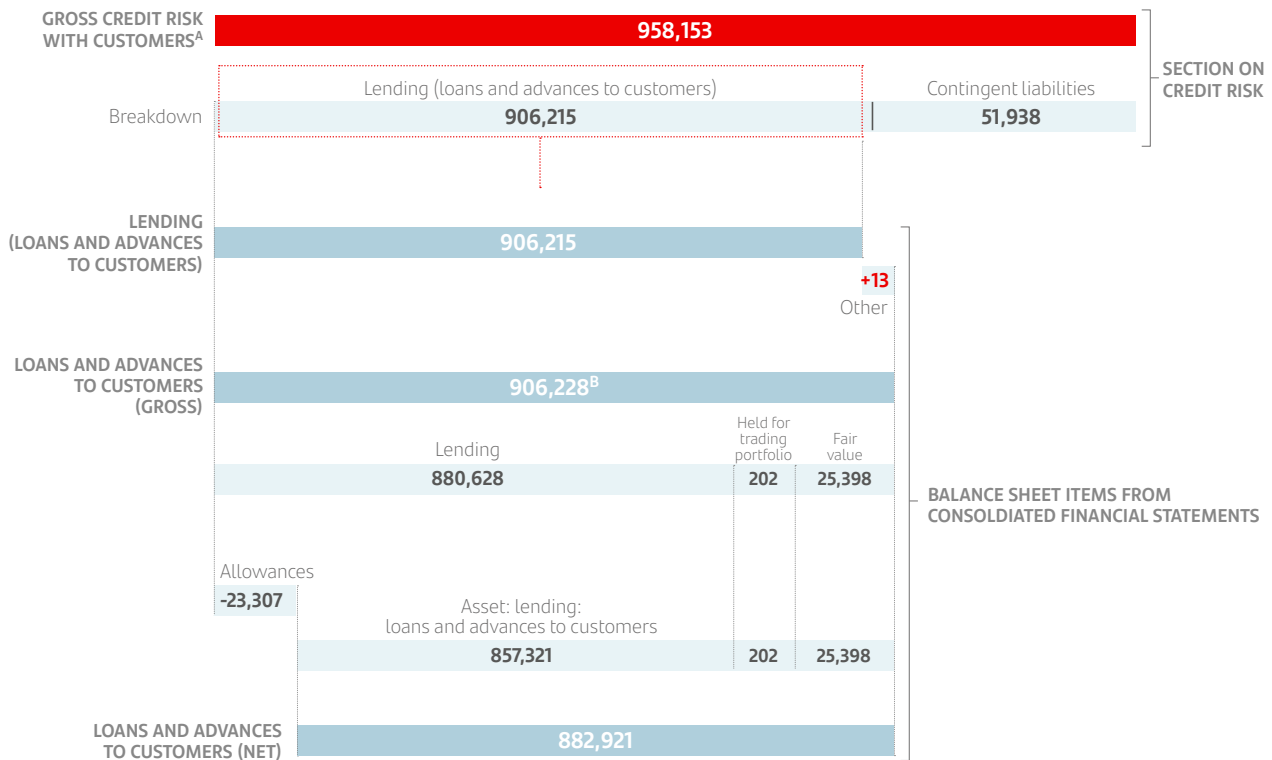 GROSS CREDIT RISK
WITH CUSTOMERSᴬ
958,153
SECTION ON
CREDIT RISK
Lending (loans and advances to customers)
Contingent liabilities
Breakdown
906,215
51,938
LENDING
(LOANS AND ADVANCES
TO CUSTOMERS)
906,215
+13
Other
LOANS AND ADVANCES
TO CUSTOMERS
(GROSS)
906,228ᴮ
Lending
Held for
trading
portfolio
Fair
value
880,628
202
25,398
BALANCE SHEET ITEMS FROM
CONSOLDIATED FINANCIAL STATEMENTS
Allowances
-23,307
Asset: lending:
loans and advances to customers
857,321
202
25,398
LOANS AND ADVANCES
TO CUSTOMERS (NET)
882,921